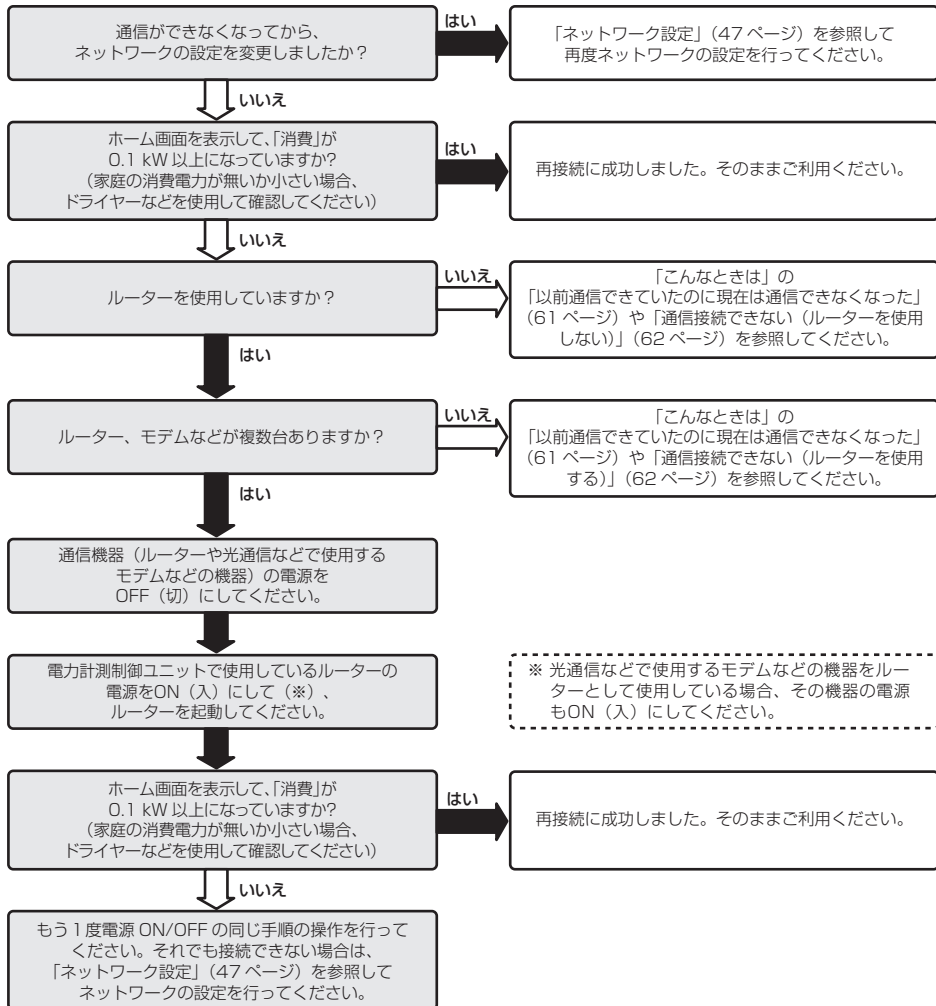 通信ができなくなってから、
ネットワークの設定を変更しましたか？
はい
「ネットワーク設定」（47 ページ）を参照して
再度ネットワークの設定を行ってください。
いいえ
ホーム画面を表示して、「消費」が
0.1 kW 以上になっていますか?
（家庭の消費電力が無いか小さい場合、
ドライヤーなどを使用して確認してください）
はい
再接続に成功しました。そのままご利用ください。
いいえ
ルーターを使用していますか？
いいえ
「こんなときは」の
「以前通信できていたのに現在は通信できなくなった」
（61 ページ）や「通信接続できない（ルーターを使用
しない）」（62 ページ）を参照してください。
はい
ルーター、モデムなどが複数台ありますか？
いいえ
「こんなときは」の
「以前通信できていたのに現在は通信できなくなった」
（61 ページ）や「通信接続できない（ルーターを使用
する）」（62 ページ）を参照してください。
はい
通信機器（ルーターや光通信などで使用する
モデムなどの機器）の電源を
OFF（切）にしてください。
電力計測制御ユニットで使用しているルーターの
電源をON（入）にして（※）、
ルーターを起動してください。
※ 光通信などで使用するモデムなどの機器をルー
ターとして使用している場合、その機器の電源
もON（入）にしてください。
ホーム画面を表示して、「消費」が
0.1 kW 以上になっていますか?
（家庭の消費電力が無いか小さい場合、
ドライヤーなどを使用して確認してください）
はい
再接続に成功しました。そのままご利用ください。
いいえ
もう 1 度電源 ON/OFF の同じ手順の操作を行って
ください。それでも接続できない場合は、
「ネットワーク設定」（47 ページ）を参照して
ネットワークの設定を行ってください。